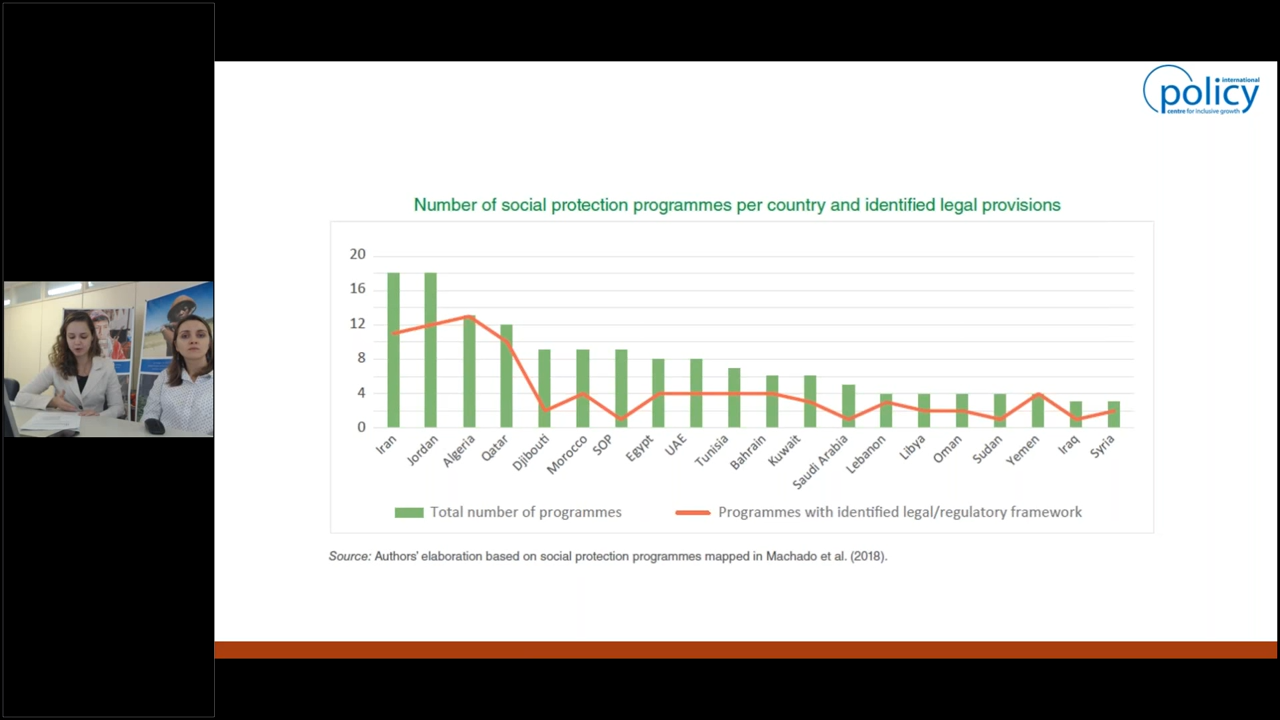 international
policy
centre for inclusive growth
Number of social protection programmes per country and identified legal provisions
20
16
12
8
4
0
Iran
Jordan
Algeria
Qatar
Djibouti
Morocco
SOP
Egypt
UAE
Tunisia
Bahrain
Kuwait
Saudi Arabia
Lebanon
Libya
Oman
Sudan
Yemen
Iraq
Syria
Total number of programmes
Programmes with identified legal/regulatory framework
Source: Authors' elaboration based on social protection programmes mapped in Machado et al. (2018).